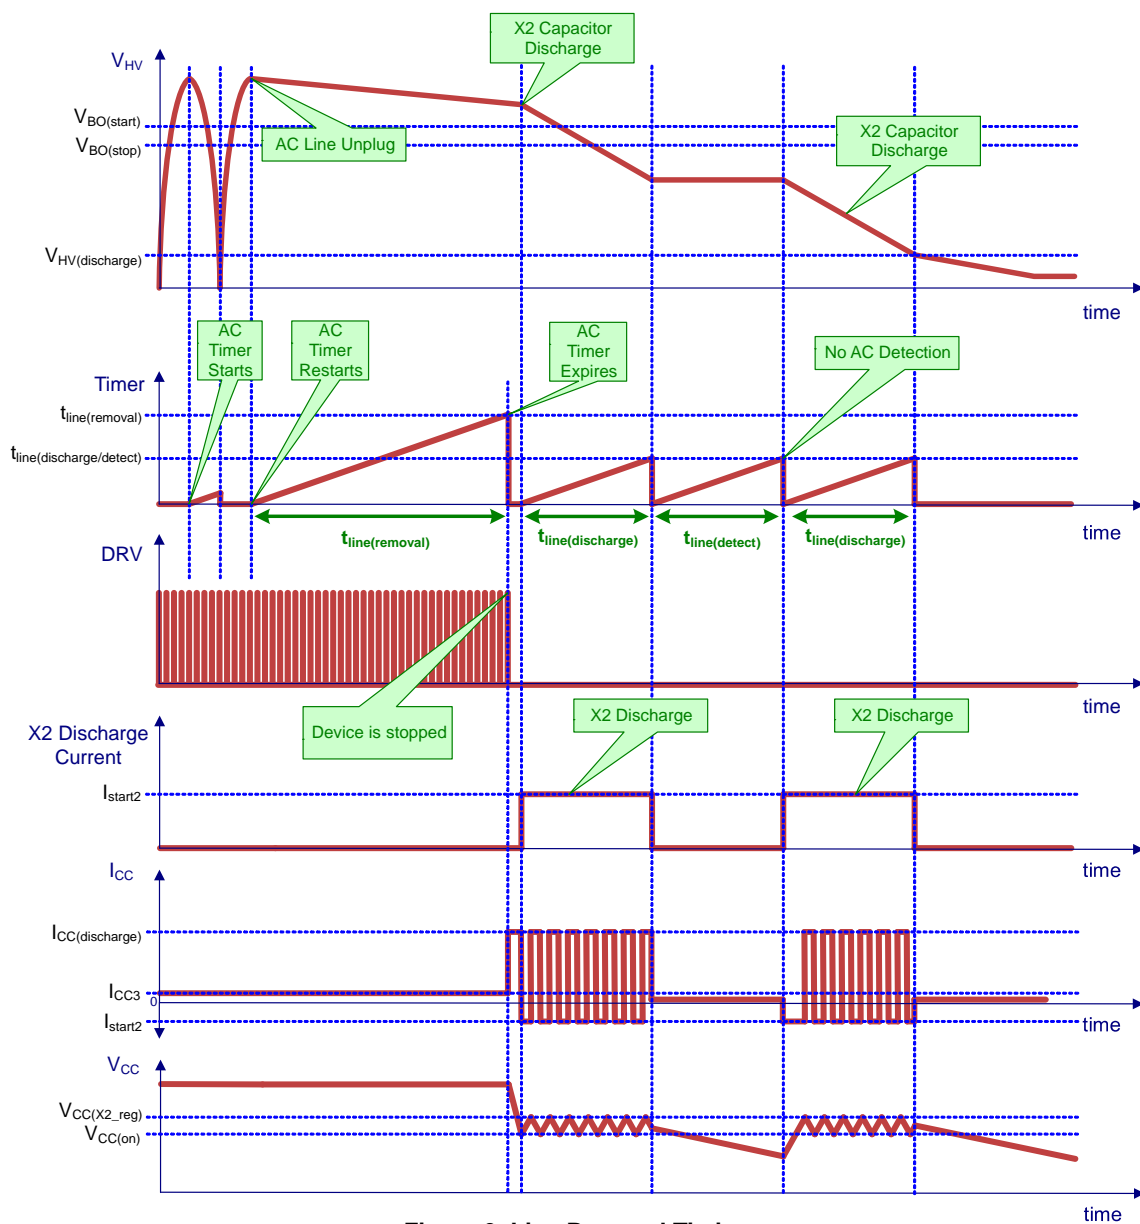 X2 Capacitor
Discharge
VHV
VBO(start)
VBO(stop)
AC Line Unplug
X2 Capacitor
Discharge
VHV(discharge)
time
AC
Timer
Starts
AC
Timer
Restarts
AC
Timer
Expires
No AC Detection
Timer
tline(removal)
tline(discharge/detect)
time
tline(removal)
tline(discharge)
tline(detect)
tline(discharge)
DRV
time
Device is stopped
X2 Discharge
X2 Discharge
X2 Discharge
Current
Istart2
time
ICC
ICC(discharge)
ICC3
0
Istart2
time
VCC
VCC(X2_reg)
VCC(on)
time